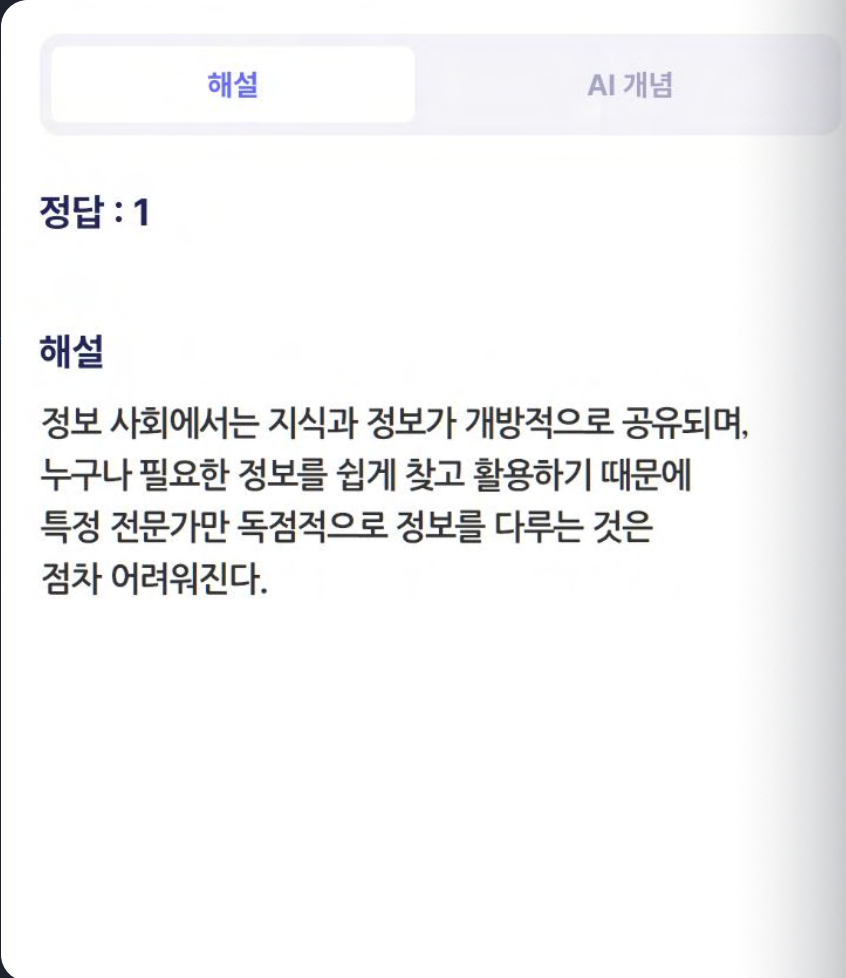 해설
AI 개념
정답 : 1
해설
정보 사회에서는 지식과 정보가 개방적으로 공유되며,
누구나 필요한 정보를 쉽게 찾고 활용하기 때문에
특정 전문가만 독점적으로 정보를 다루는 것은
점차 어려워진다.